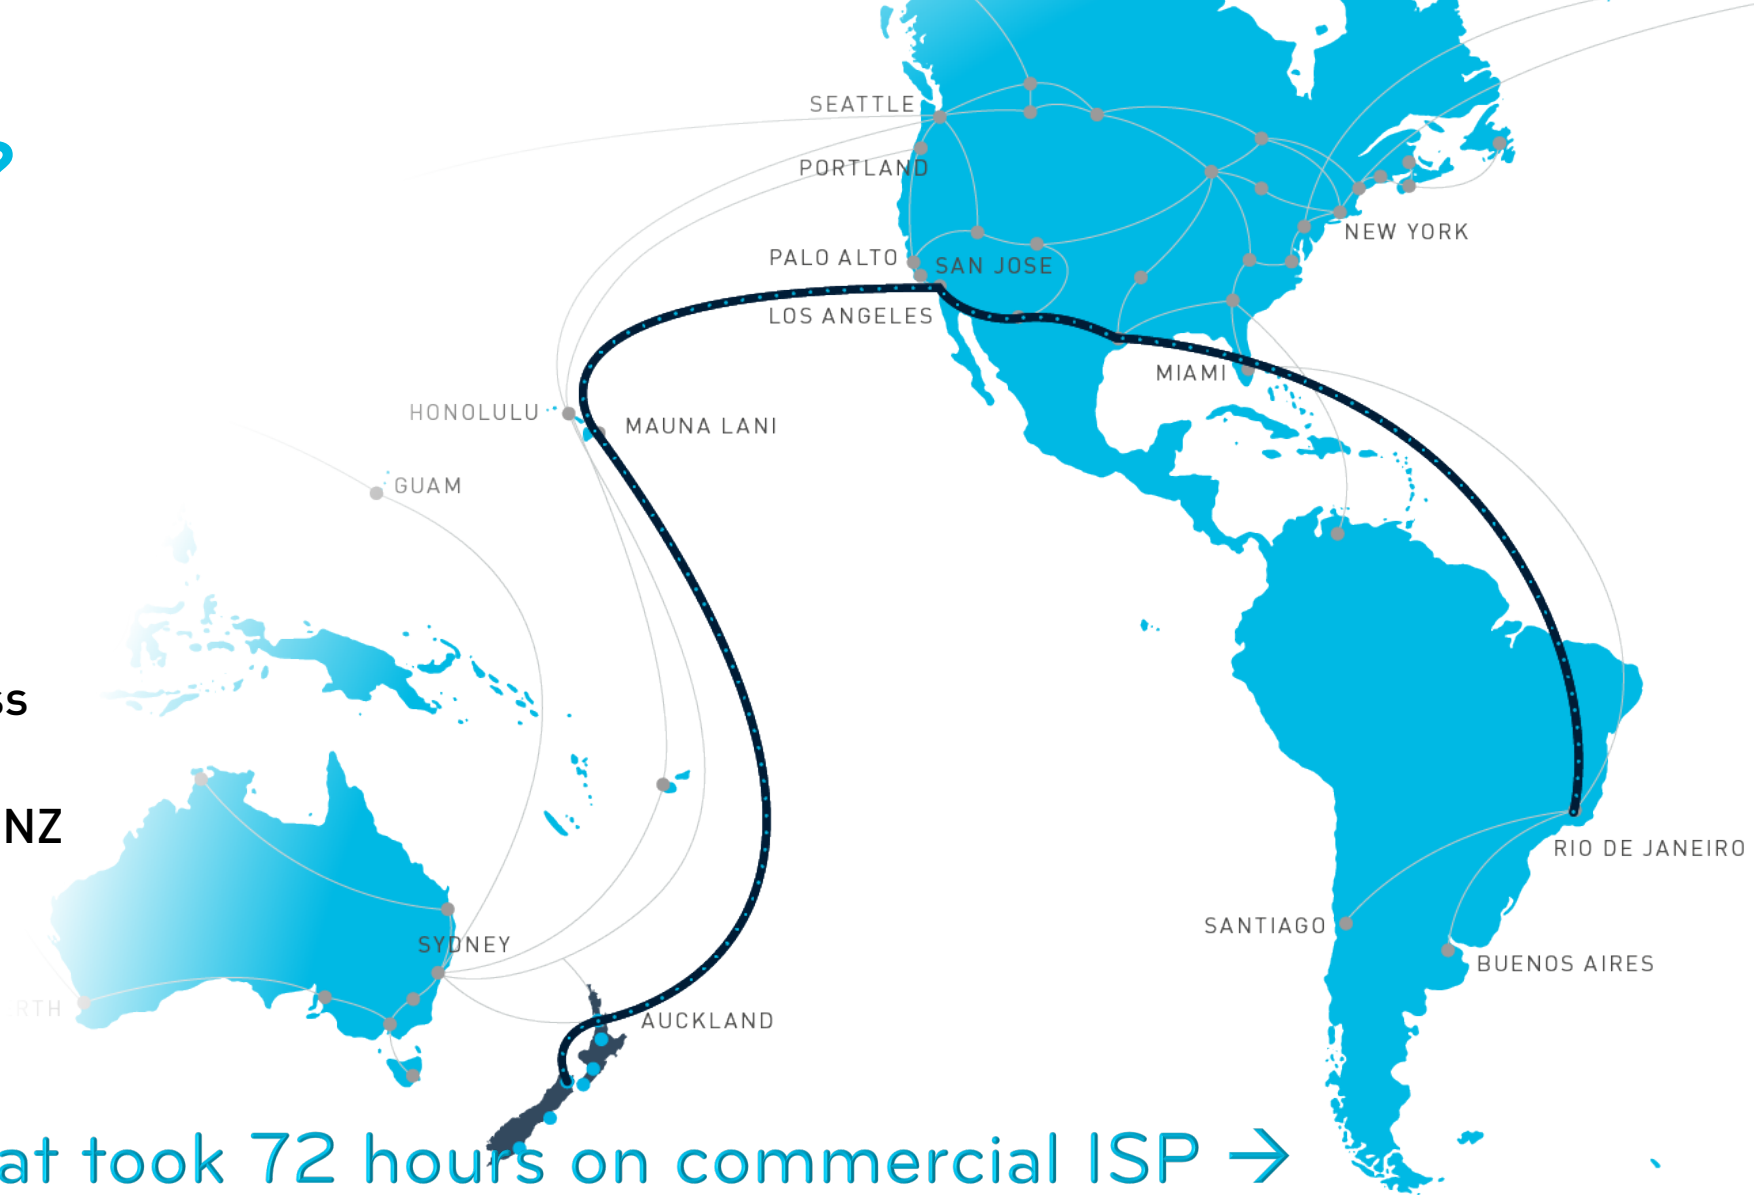 SEATTLE
PORTLAND
NEW YORK
PALO ALTO
SAN JOSE
LOS ANGELES
MIAMI
HONOLULU
MAUNA LANI
GUAM
ss
NZ
RIO DE JANEIRO
SANTIAGO
SYDNEY
BUENOS AIRES
RTH
AUCKLAND
at took 72 hours on commercial ISP →